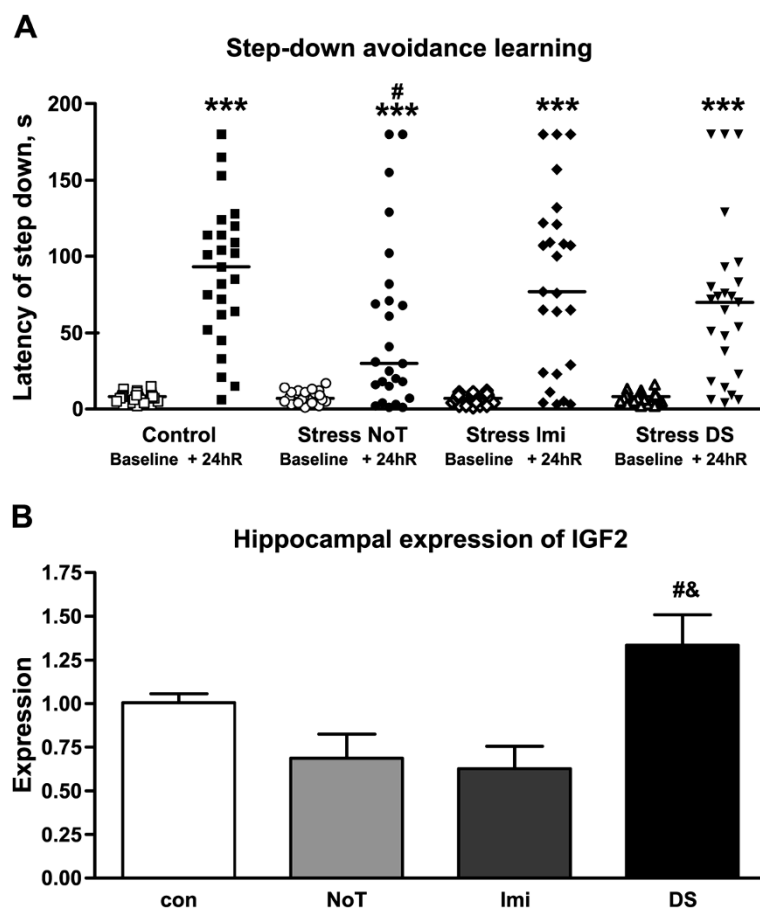 A
Step-down avoidance learning
Latency of step down, s
200
150
100
50
0
***
#
***
***
***
Control
Stress NoT
Stress Imi
Stress DS
Baseline + 24hR
Baseline + 24hR
Baseline + 24hR
Baseline + 24hR
B
Hippocampal expression of IGF2
Expression
1.75
1.50
1.25
1.00
0.75
0.50
0.25
0.00
#&
con
NoT
Imi
DS